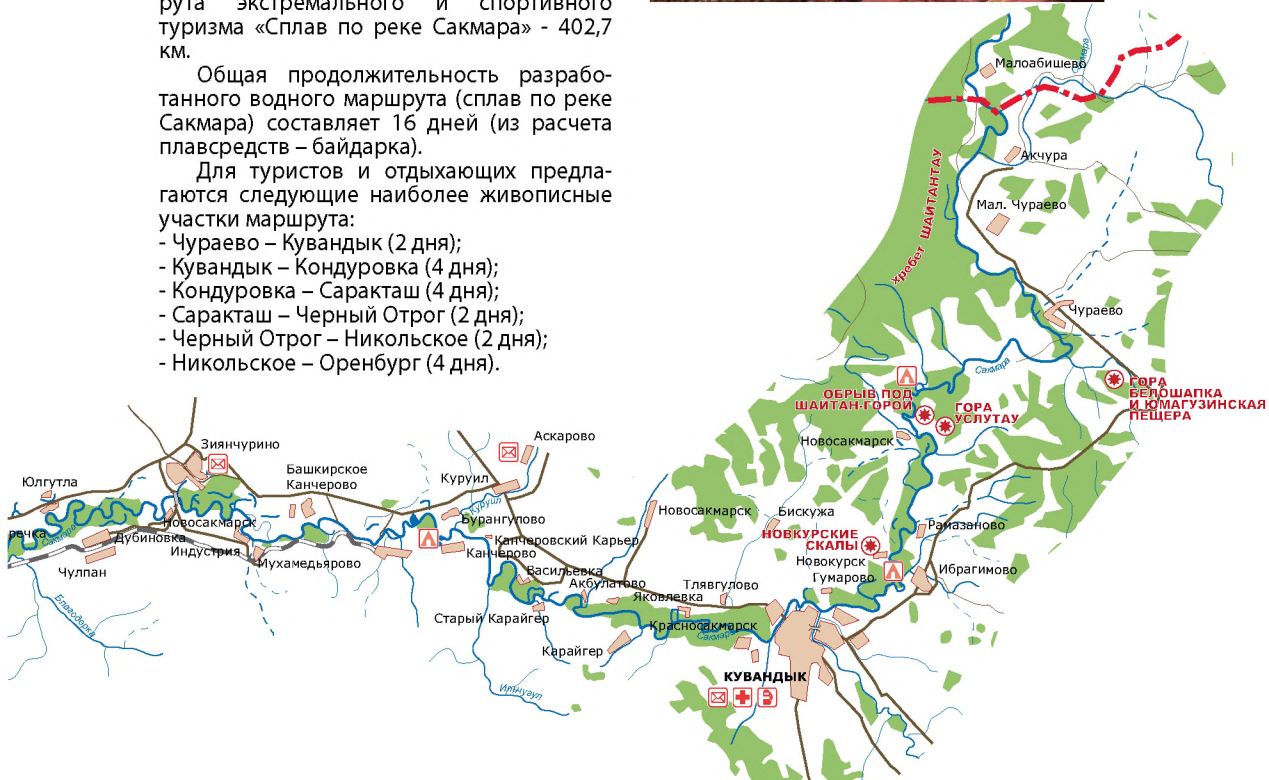 рута экстремального и спортивного
туризма «Сплав по реке Сакмара» - 402,7
км.
Общая продолжительность разрабо-
танного водного маршрута (сплав по реке
Сакмара) составляет 16 дней (из расчета
плавсредств – байдарка).
Для туристов и отдыхающих предла-
гаются следующие наиболее живописные
участки маршрута:
- Чураево – Кувандык (2 дня);
- Кувандык – Кондуровка (4 дня);
- Кондуровка – Саракташ (4 дня);
- Саракташ – Черный Отрог (2 дня);
- Черный Отрог – Никольское (2 дня);
- Никольское – Оренбург (4 дня).
Малоабишево
Сакмара
Акчура
Мал. Чураево
Хребет ШАЙТАНТАУ
Чураево
Сакмара
ГОРА
БЕЛОШАПКА
И ЮМАГУЗИНСКАЯ
ПЕЩЕРА
ОБРЫВ ПОД
ШАЙТАН-ГОРОЙ
ГОРА
УСЛУТАУ
Новосакмарск
Бискужа
Рамазаново
НОВКУРСКИЕ
СКАЛЫ
Новокурск
Гумарово
Ибрагимово
Аскарово
Зиянчурино
Башкирское
Канчерово
Куруил
Куруил
Юлгутла
Новосакмарск
Новосакмарск
Бурангулово
речка
Сакмара
Дубиновка
Индустрия
Канчеровский Карьер
Канчерово
Чулпан
Мухамедьярово
Васильевка
Акбулатово
Тлявгулово
Яковлевка
Благодарка
Старый Карайгер
Красносакмарск
Сакмара
Карайгер
КУВАНДЫК